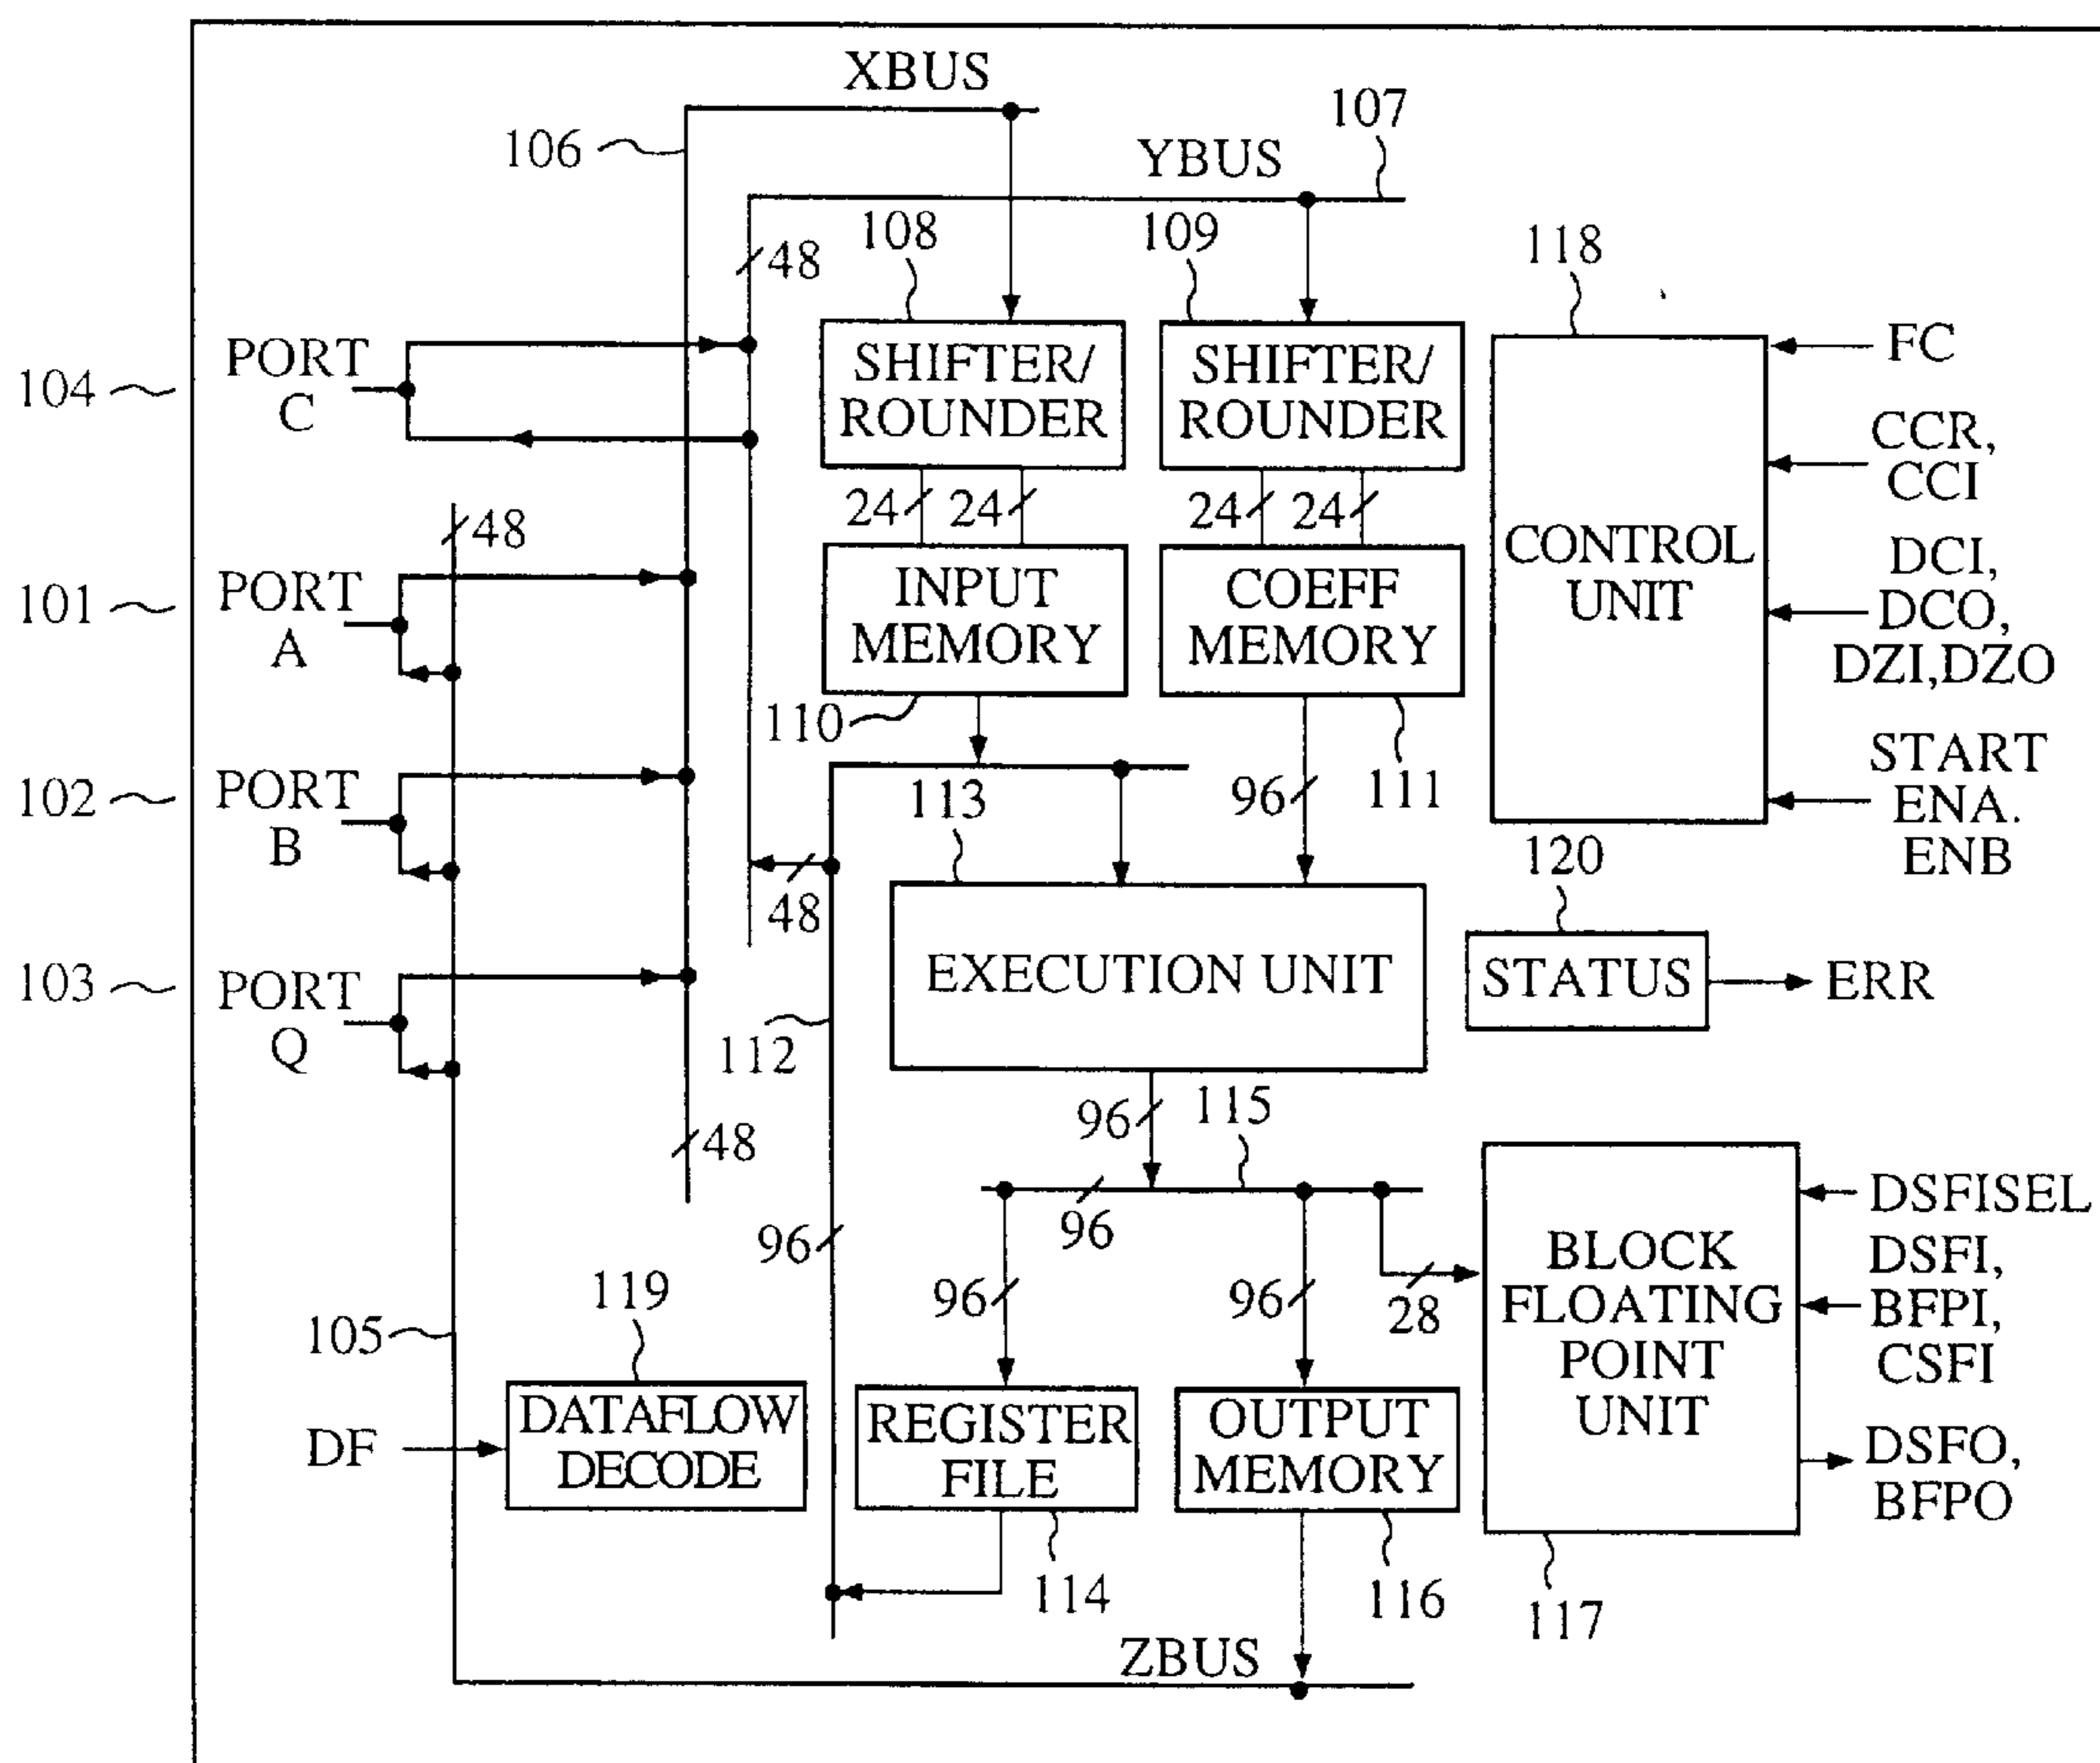 XBUS
106
YBUS
107
48
108
109
118
PORT
C
104
SHIFTER/
ROUNDER
SHIFTER/
ROUNDER
FC
CCR,
CCI
24
24
24
24
48
CONTROL
UNIT
PORT
A
101
INPUT
MEMORY
COEFF
MEMORY
DCI,
DCO,
DZI,DZO
110
111
113
96
PORT
B
102
START
ENA.
ENB
48
120
PORT
Q
103
EXECUTION UNIT
STATUS
ERR
112
96
115
48
96
96
96
96
28
BLOCK
FLOATING
POINT
UNIT
DSFISEL
DSFI,
BFPI,
CSFI
DSFO,
BFPO
105
119
DF
DATAFLOW
DECODE
REGISTER
FILE
OUTPUT
MEMORY
114
116
117
ZBUS